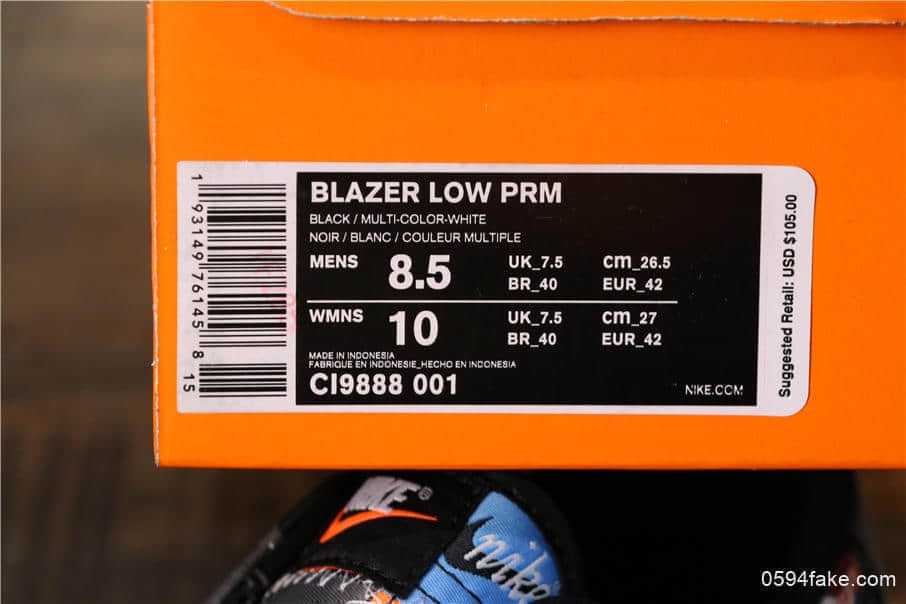 BLAZER LOW PRM
BLACK / MULTI-COLOR-WHITE
NOIR / BLANC / COULEUR MULTIPLE
MENS 8.5 UK_7.5 cm_26.5
BR_40 EUR_42
WMNS 10 UK_7.5 cm_27
BR_40 EUR_42
MADE IN INDONESIA
FABRIQUE EN INDONESIE_HECHO EN INDONESIA
CI9888 001
NIKE.COM
1 93149 76145 8 15
Suggested Retail: USD $105.00
NIKE®
nike
0594fake.com